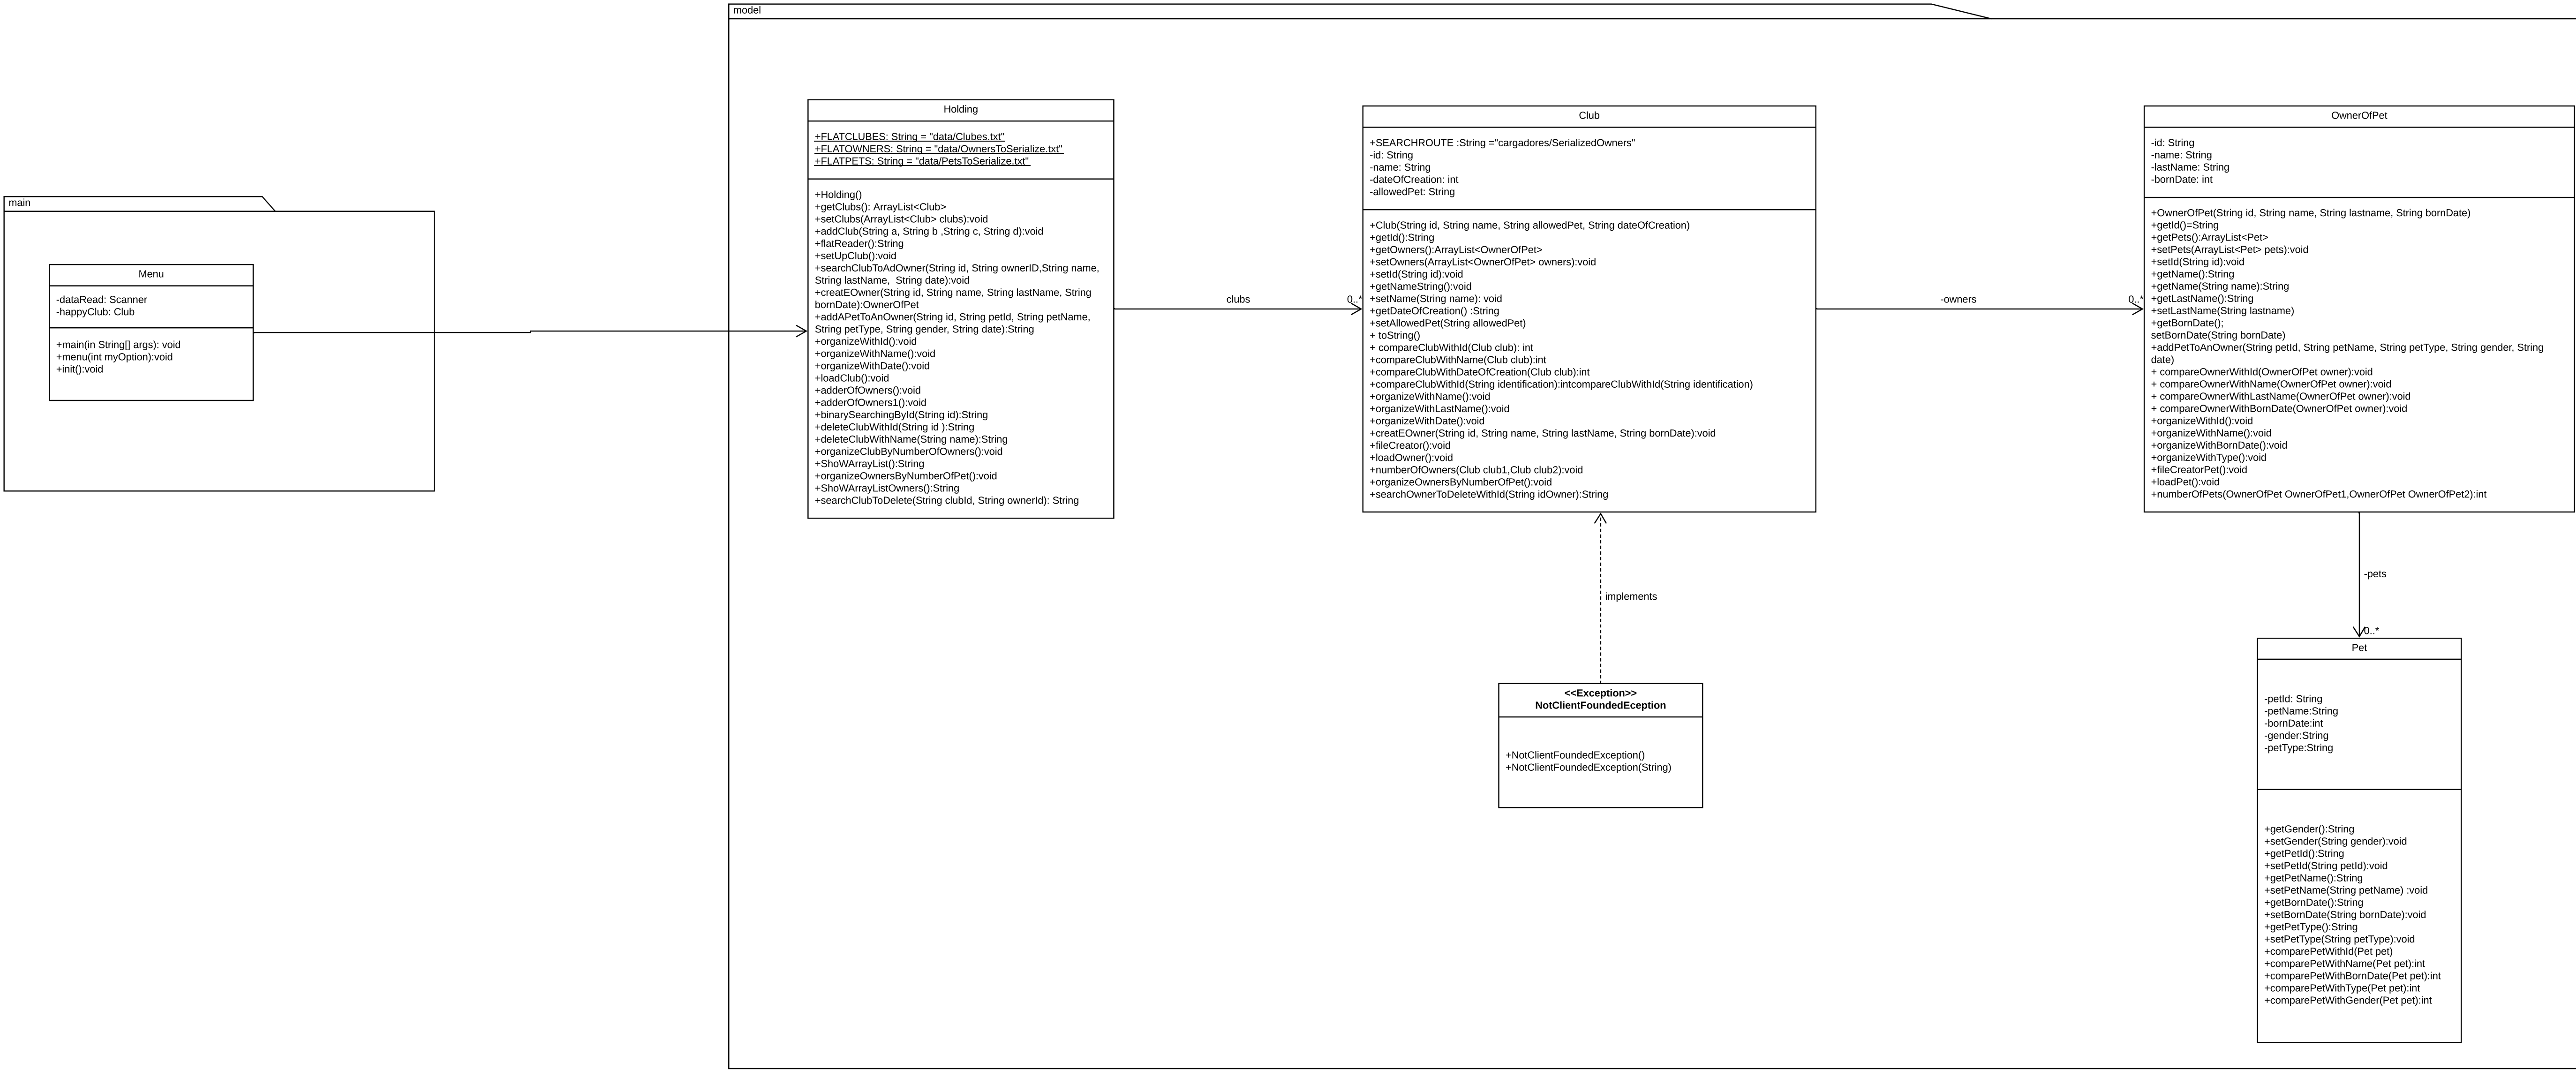 model
main
Menu
-dataRead: Scanner
-happyClub: Club
+main(in String[] args): void
+menu(int myOption):void
+init():void
Holding
+FLATCLUBES: String = "data/Clubes.txt"
+FLATOWNERS: String = "data/OwnersToSerialize.txt"
+FLATPETS: String = "data/PetsToSerialize.txt"
+Holding()
+getClubs(): ArrayList<Club>
+setClubs(ArrayList<Club> clubs):void
+addClub(String a, String b ,String c, String d):void
+flatReader():String
+setUpClub():void
+searchClubToAdOwner(String id, String ownerID,String name,
String lastName,  String date):void
+creatEOwner(String id, String name, String lastName, String
bornDate):OwnerOfPet
+addAPetToAnOwner(String id, String petId, String petName,
String petType, String gender, String date):String
+organizeWithId():void
+organizeWithName():void
+organizeWithDate():void
+loadClub():void
+adderOfOwners():void
+adderOfOwners1():void
+binarySearchingById(String id):String
+deleteClubWithId(String id ):String
+deleteClubWithName(String name):String
+organizeClubByNumberOfOwners():void
+ShoWArrayList():String
+organizeOwnersByNumberOfPet():void
+ShoWArrayListOwners():String
+searchClubToDelete(String clubId, String ownerId): String
clubs
0..*
Club
+SEARCHROUTE :String ="cargadores/SerializedOwners"
-id: String
-name: String
-dateOfCreation: int
-allowedPet: String
+Club(String id, String name, String allowedPet, String dateOfCreation)
+getId():String
+getOwners():ArrayList<OwnerOfPet>
+setOwners(ArrayList<OwnerOfPet> owners):void
+setId(String id):void
+getNameString():void
+setName(String name): void
+getDateOfCreation() :String
+setAllowedPet(String allowedPet)
+ toString()
+ compareClubWithId(Club club): int
+compareClubWithName(Club club):int
+compareClubWithDateOfCreation(Club club):int
+compareClubWithId(String identification):intcompareClubWithId(String identification)
+organizeWithName():void
+organizeWithLastName():void
+organizeWithDate():void
+creatEOwner(String id, String name, String lastName, String bornDate):void
+fileCreator():void
+loadOwner():void
+numberOfOwners(Club club1,Club club2):void
+organizeOwnersByNumberOfPet():void
+searchOwnerToDeleteWithId(String idOwner):String
-owners
0..*
OwnerOfPet
-id: String
-name: String
-lastName: String
-bornDate: int
+OwnerOfPet(String id, String name, String lastname, String bornDate)
+getId()=String
+getPets():ArrayList<Pet>
+setPets(ArrayList<Pet> pets):void
+setId(String id):void
+getName():String
+getName(String name):String
+getLastName():String
+setLastName(String lastname)
+getBornDate();
setBornDate(String bornDate)
+addPetToAnOwner(String petId, String petName, String petType, String gender, String
date)
+ compareOwnerWithId(OwnerOfPet owner):void
+ compareOwnerWithName(OwnerOfPet owner):void
+ compareOwnerWithLastName(OwnerOfPet owner):void
+ compareOwnerWithBornDate(OwnerOfPet owner):void
+organizeWithId():void
+organizeWithName():void
+organizeWithBornDate():void
+organizeWithType():void
+fileCreatorPet():void
+loadPet():void
+numberOfPets(OwnerOfPet OwnerOfPet1,OwnerOfPet OwnerOfPet2):int
implements
<<Exception>>
NotClientFoundedEception
+NotClientFoundedException()
+NotClientFoundedException(String)
-pets
0..*
Pet
-petId: String
-petName:String
-bornDate:int
-gender:String
-petType:String
+getGender():String
+setGender(String gender):void
+getPetId():String
+setPetId(String petId):void
+getPetName():String
+setPetName(String petName) :void
+getBornDate():String
+setBornDate(String bornDate):void
+getPetType():String
+setPetType(String petType):void
+comparePetWithId(Pet pet)
+comparePetWithName(Pet pet):int
+comparePetWithBornDate(Pet pet):int
+comparePetWithType(Pet pet):int
+comparePetWithGender(Pet pet):int